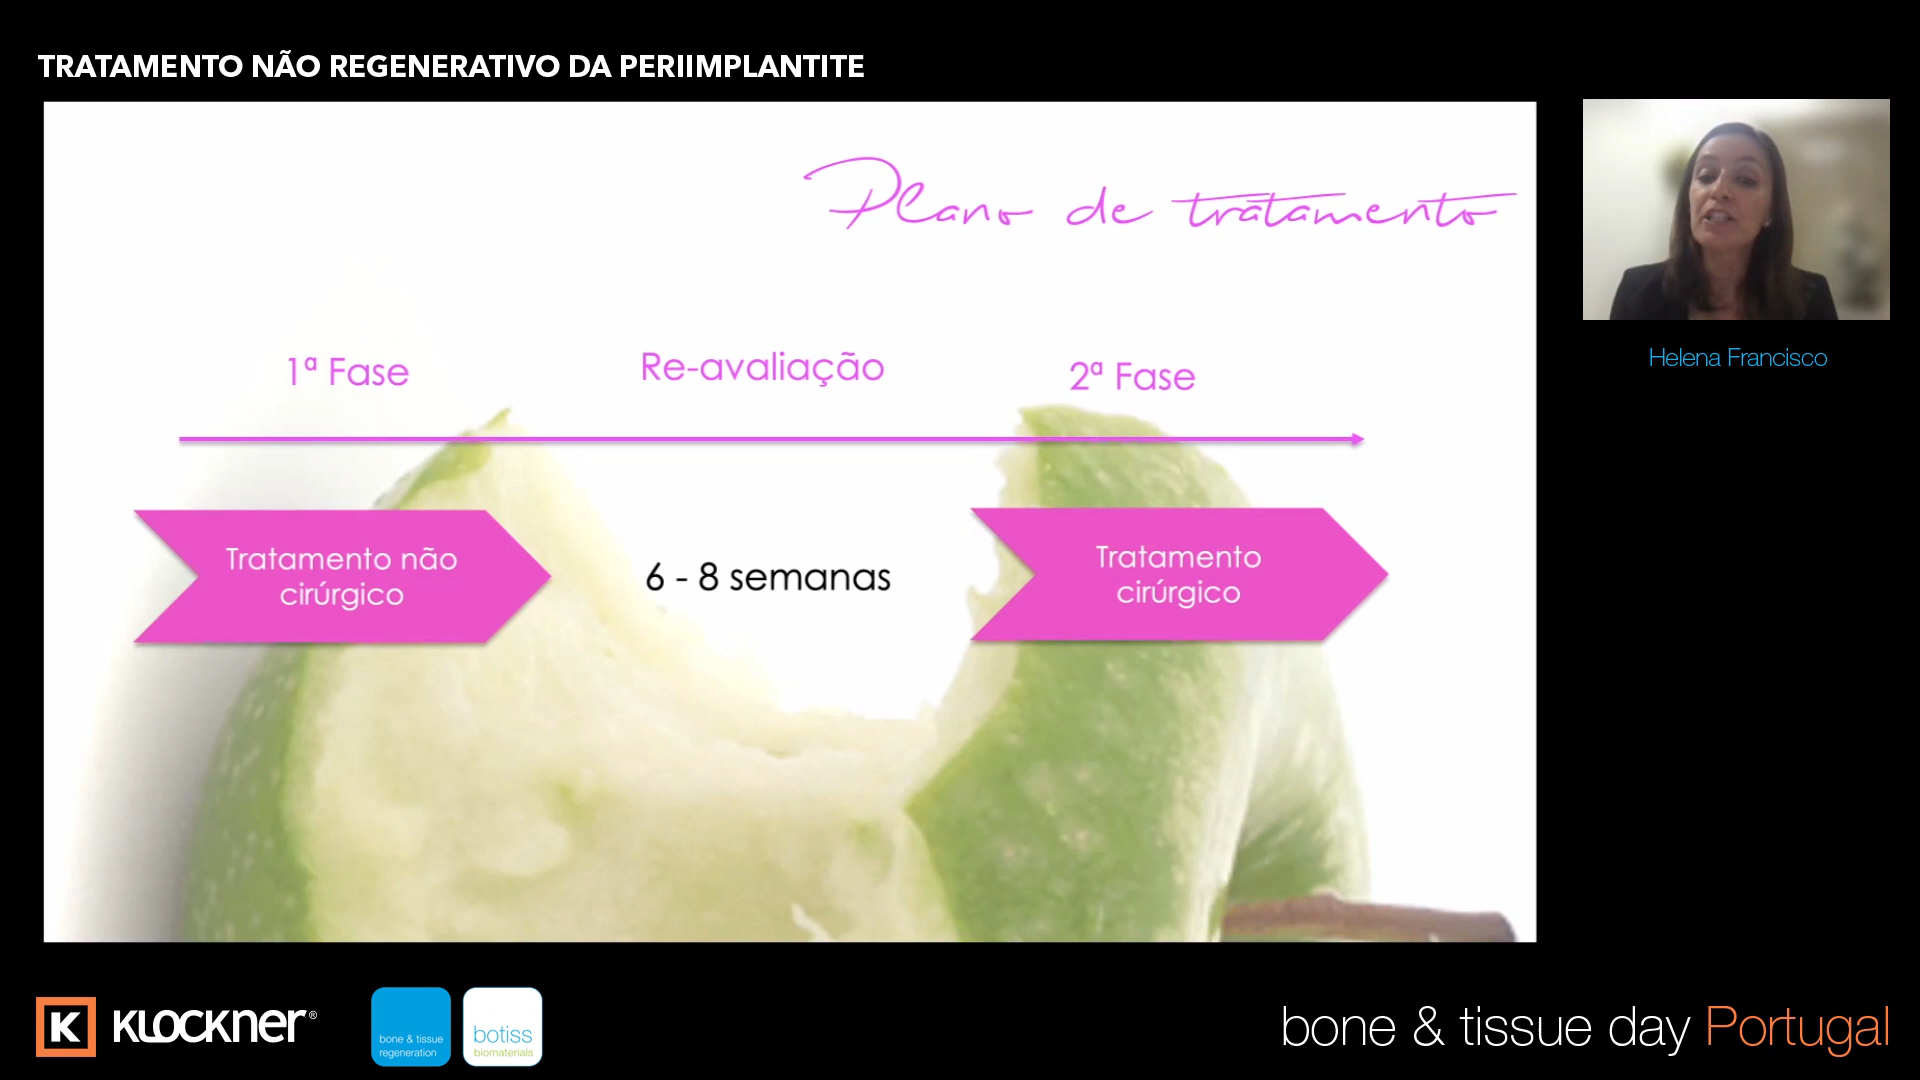 TRATAMENTO NÃO REGENERATIVO DA PERIIMPLANTITE
Plano de tratamento
1ª Fase
Re-avaliação
2ª Fase
Tratamento não
cirúrgico
6 - 8 semanas
Tratamento
cirúrgico
Helena Francisco
K KLOCKNER®
bone & tissue
regeneration
botiss
biomaterials
bone & tissue day Portugal